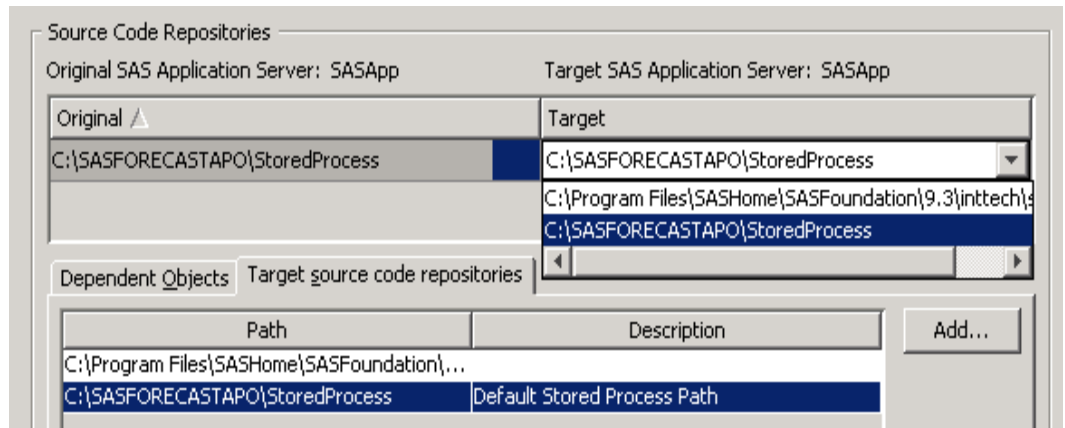 Source Code Repositories
Original SAS Application Server: SASApp Target SAS Application Server: SASApp
Original Target
C:\SASFORECASTAPO\StoredProcess C:\SASFORECASTAPO\StoredProcess
C:\Program Files\SASHome\SASFoundation\9.3\inttech\
C:\SASFORECASTAPO\StoredProcess
Dependent Objects Target source code repositories
Path Description Add...
C:\Program Files\SASHome\SASFoundation\...
C:\SASFORECASTAPO\StoredProcess Default Stored Process Path